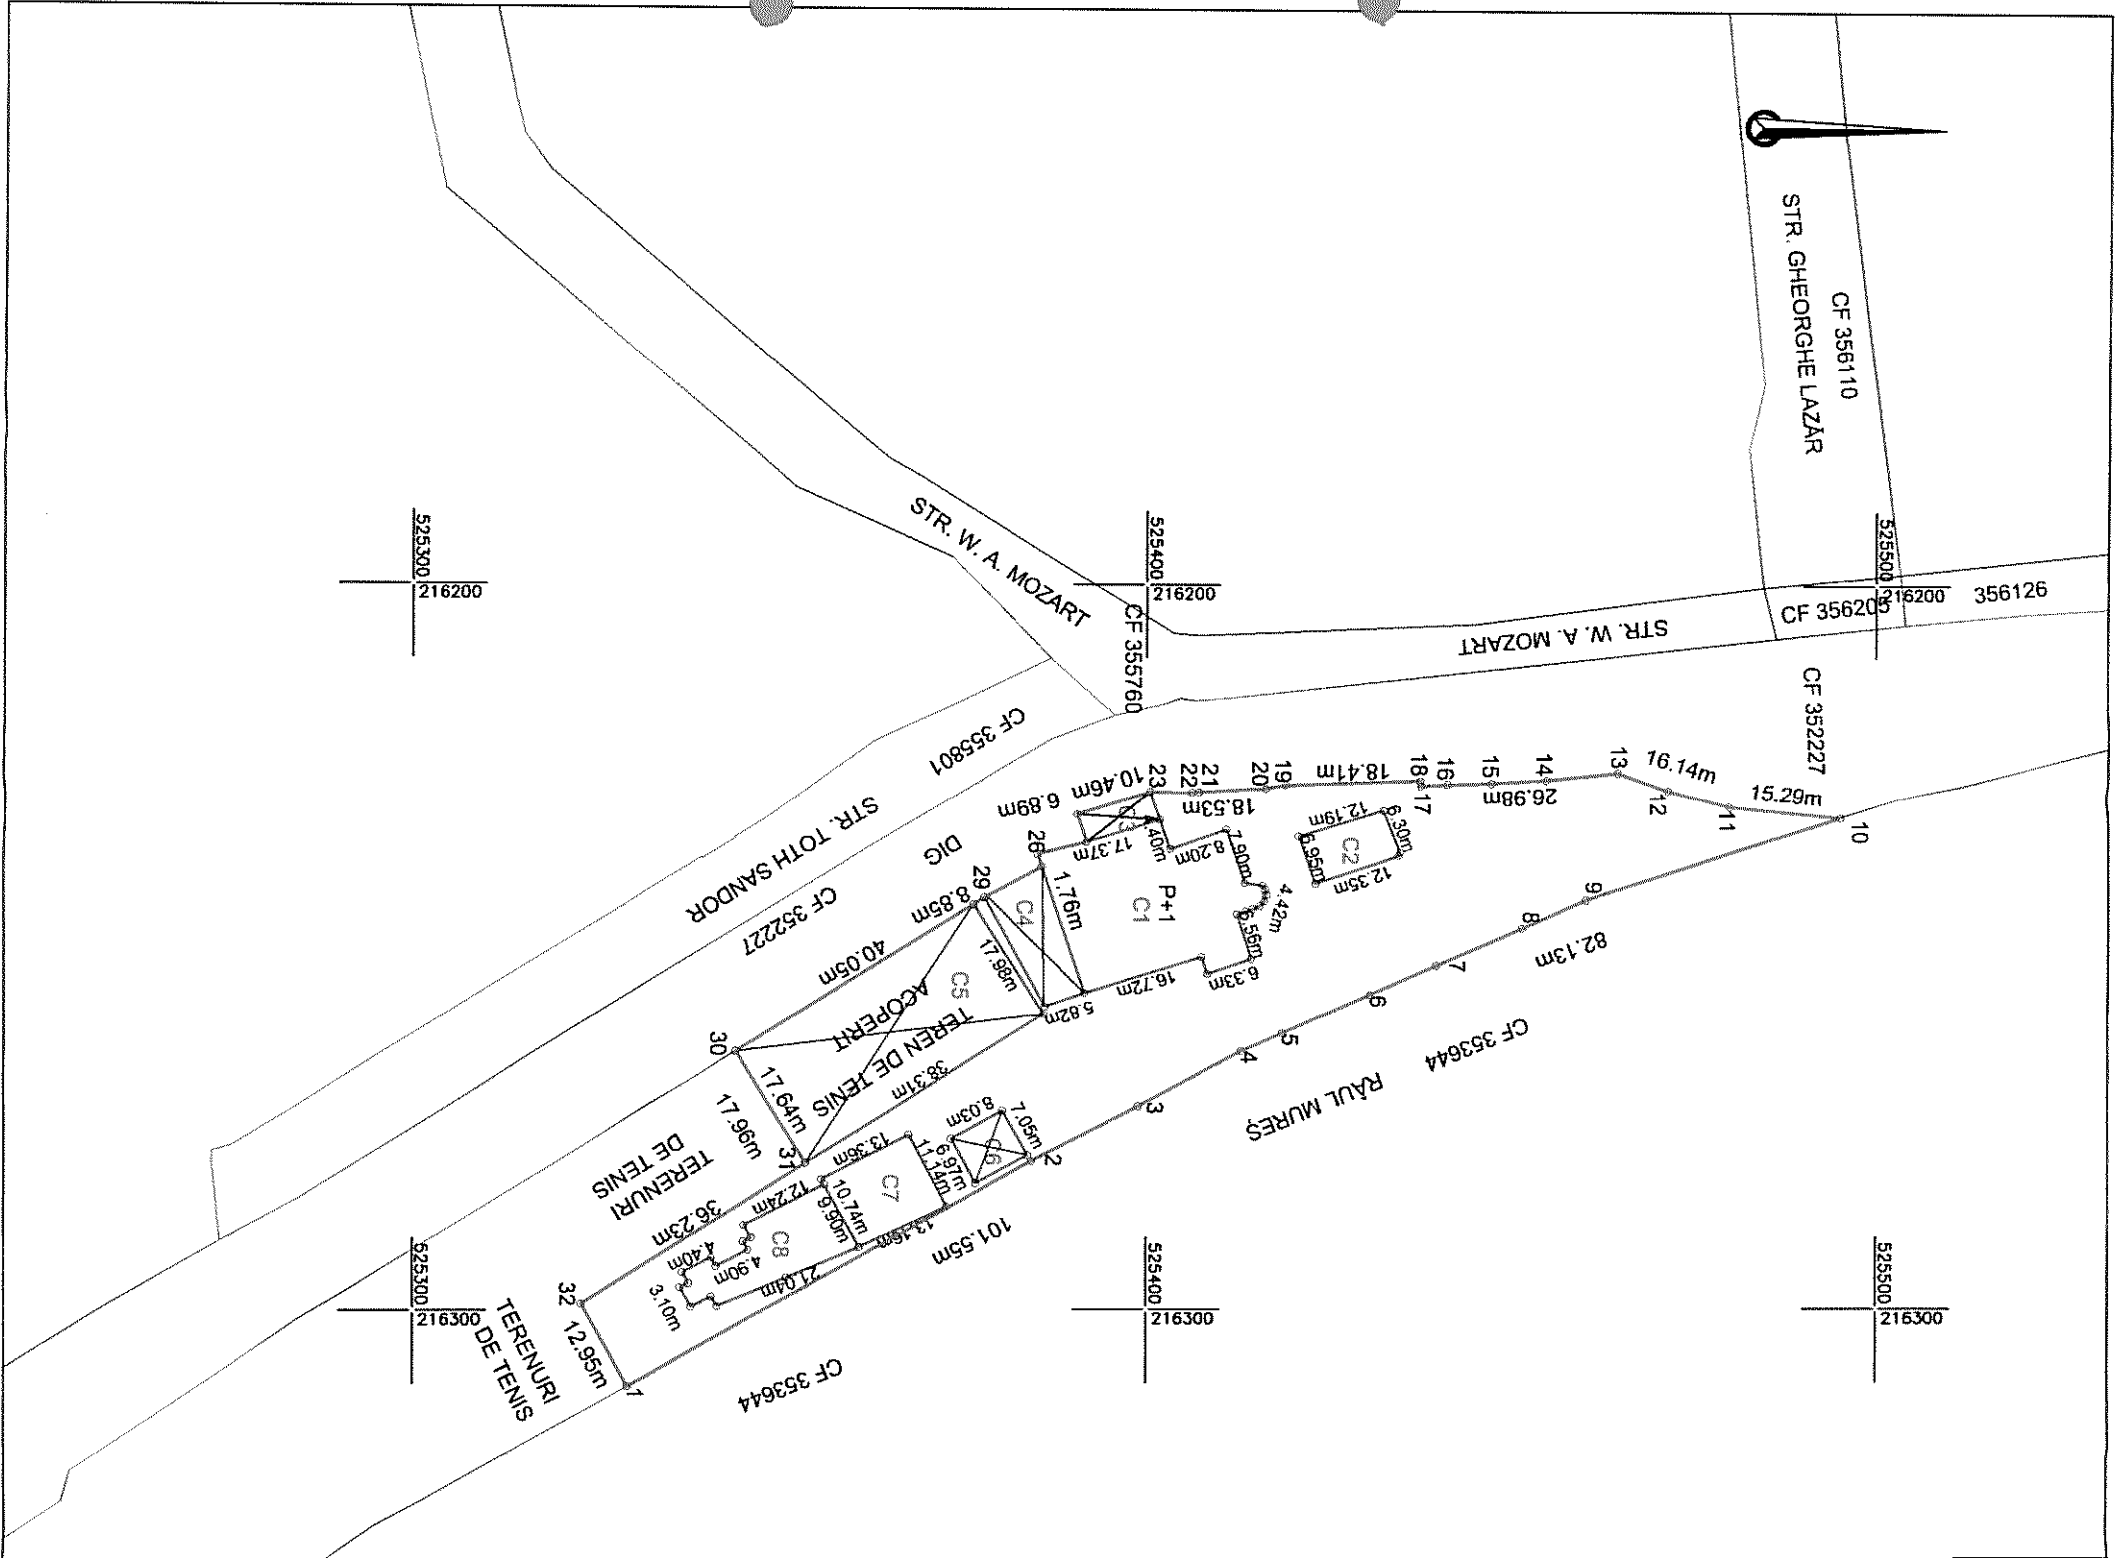 STR. GHEORGHE LAZĂR
CF 356110
525300
216200
525400
216200
525500
216200
CF 356205
356126
STR. W. A. MOZART
CF 355760
STR. W. A. MOZART
CF 352227
CF 355801
STR. TOTH SANDOR
DIG
CF 352227
10
11
12
13
14
15
16
17
18
19
20
21
22
23
28
29
30
31
32
1
2
3
4
5
6
7
8
9
15.29m
16.14m
26.98m
18.41m
18.53m
10.46m
6.89m
C3
17.37m
8.20m
7.90m
4.42m
6.56m
6.33m
16.72m
1.76m
P+1
C1
C2
12.19m
6.30m
6.95m
12.35m
C4
8.85m
17.98m
5.82m
40.05m
C5
TEREN DE TENIS
ACOPERIT
38.31m
17.64m
17.96m
TERENURI
DE TENIS
36.23m
C6
8.03m
7.05m
6.97m
C7
13.36m
11.14m
10.74m
9.90m
13.16m
C8
12.24m
4.40m
4.90m
3.10m
21.04m
101.55m
82.13m
12.95m
TERENURI
DE TENIS
CF 353644
RÂUL MUREȘ
CF 353644
525300
216300
525400
216300
525500
216300